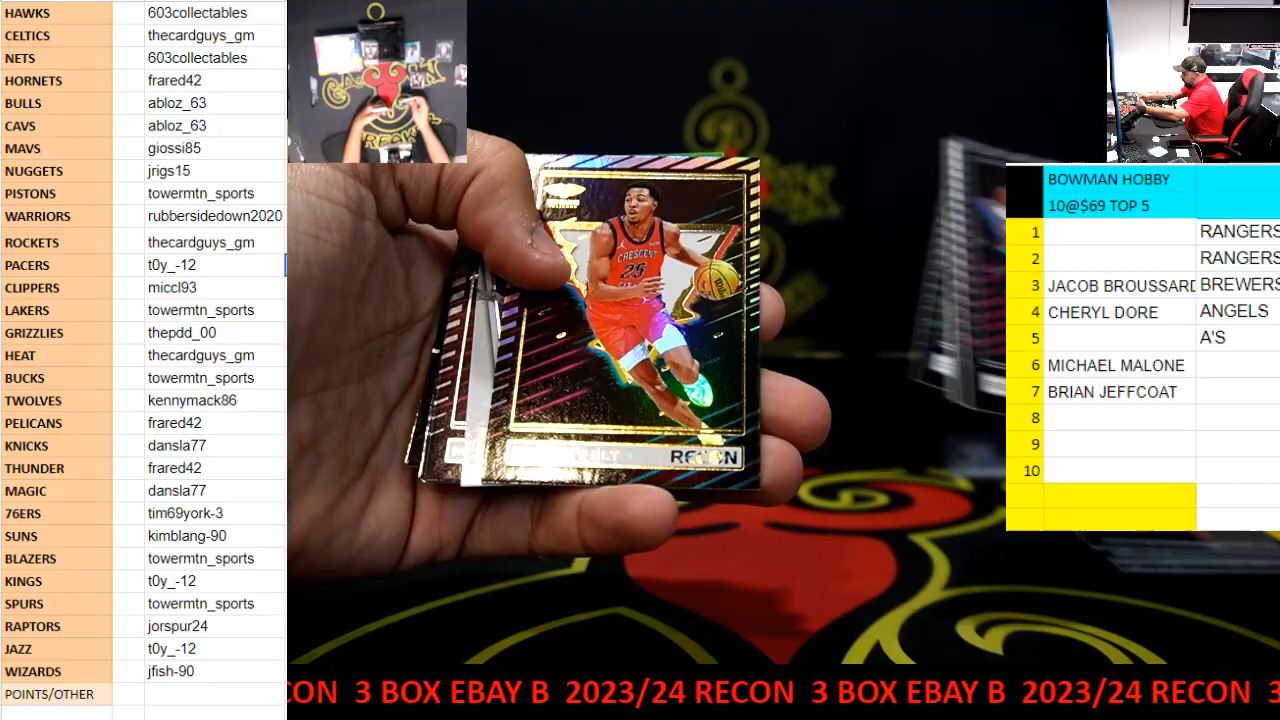 HAWKS 603collectables
CELTICS thecardguys_gm
NETS 603collectables
HORNETS frared42
BULLS abloz_63
CAVS abloz_63
MAVS giossi85
NUGGETS jrigs15
PISTONS towermtn_sports
WARRIORS rubbersidedown2020
ROCKETS thecardguys_gm
PACERS t0y_-12
CLIPPERS miccl93
LAKERS towermtn_sports
GRIZZLIES thepdd_00
HEAT thecardguys_gm
BUCKS towermtn_sports
TWOLVES kennymack86
PELICANS frared42
KNICKS dansla77
THUNDER frared42
MAGIC dansla77
76ERS tim69york-3
SUNS kimblang-90
BLAZERS towermtn_sports
KINGS t0y_-12
SPURS towermtn_sports
RAPTORS jorspur24
JAZZ t0y_-12
WIZARDS jfish-90
POINTS/OTHER
CRESCENT
25
RECON
BOWMAN HOBBY
10@$69 TOP 5
1 RANGERS
2 RANGERS
3 JACOB BROUSSARD BREWERS
4 CHERYL DORE ANGELS
5 A'S
6 MICHAEL MALONE
7 BRIAN JEFFCOAT
8
9
10
CON 3 BOX EBAY B 2023/24 RECON 3 BOX EBAY B 2023/24 RECON 3